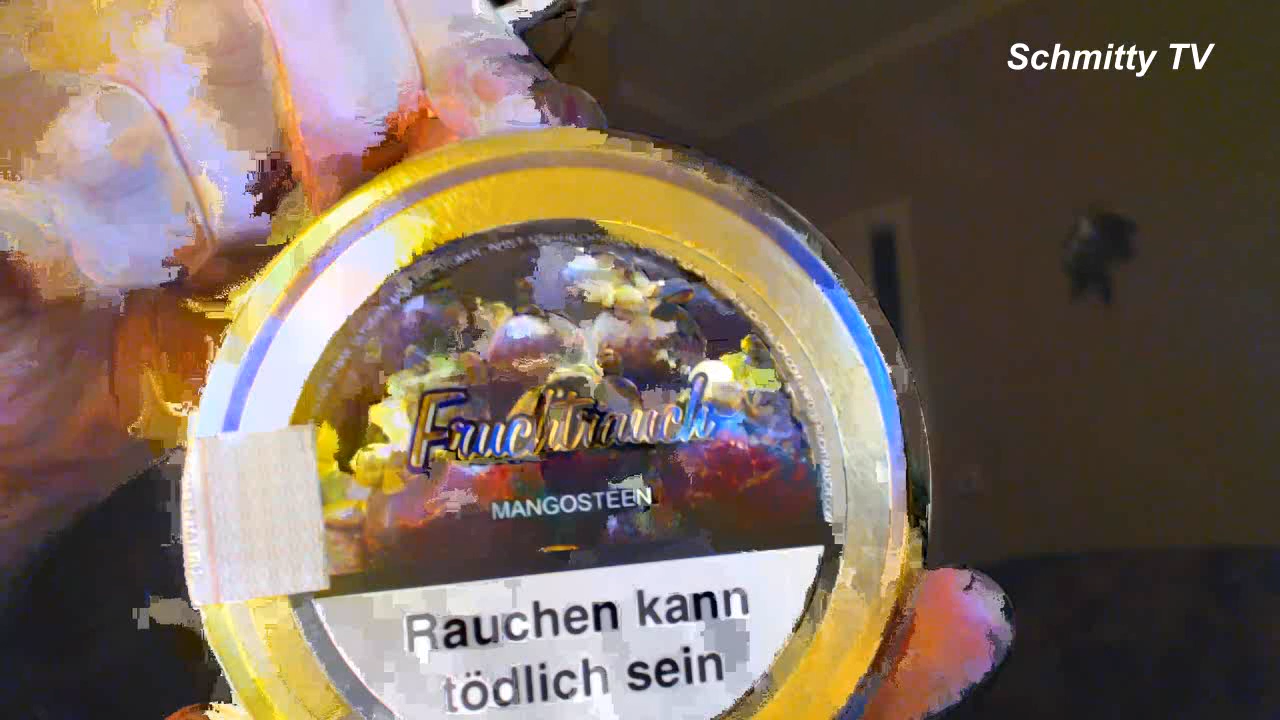 Schmitty TV
Fruchtrauch
MANGOSTEEN
Rauchen kann
tödlich sein